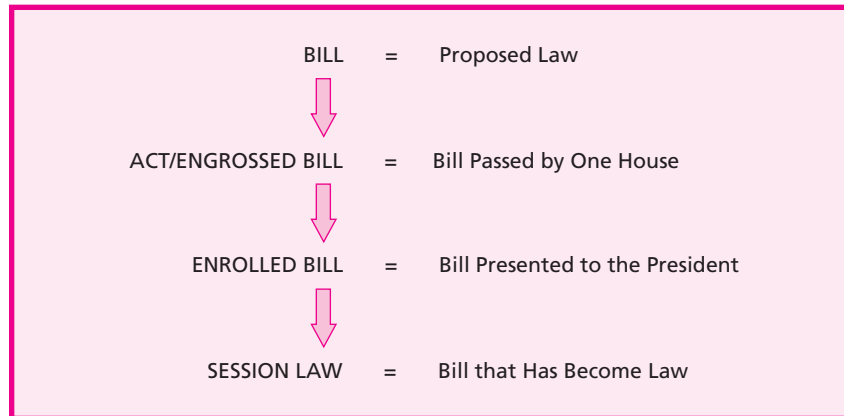 BILL = Proposed Law
ACT/ENGROSSED BILL = Bill Passed by One House
ENROLLED BILL = Bill Presented to the President
SESSION LAW = Bill that Has Become Law